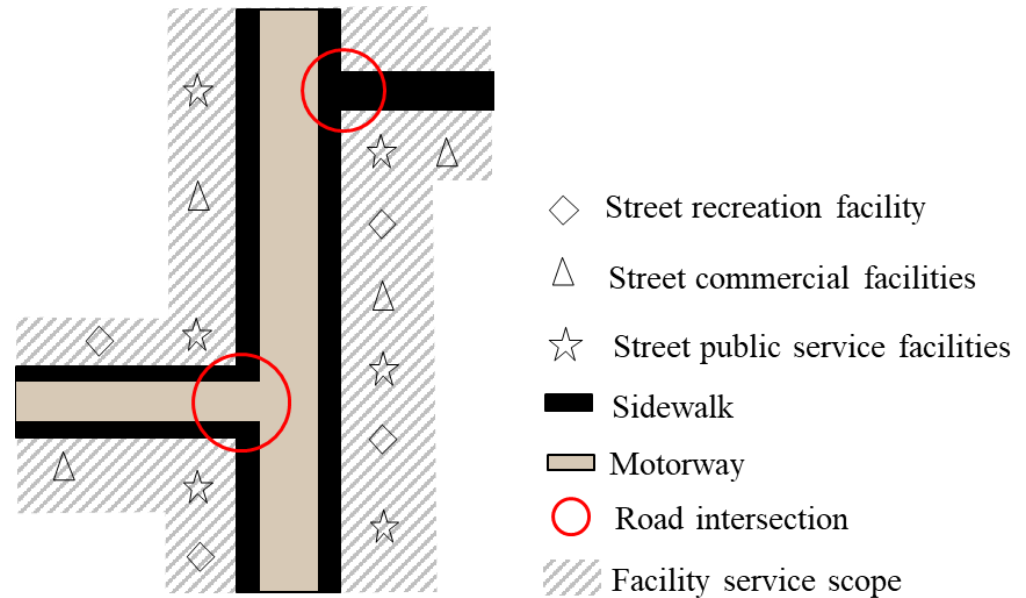 Street recreation facility
Street commercial facilities
Street public service facilities
Sidewalk
Motorway
Road intersection
Facility service scope